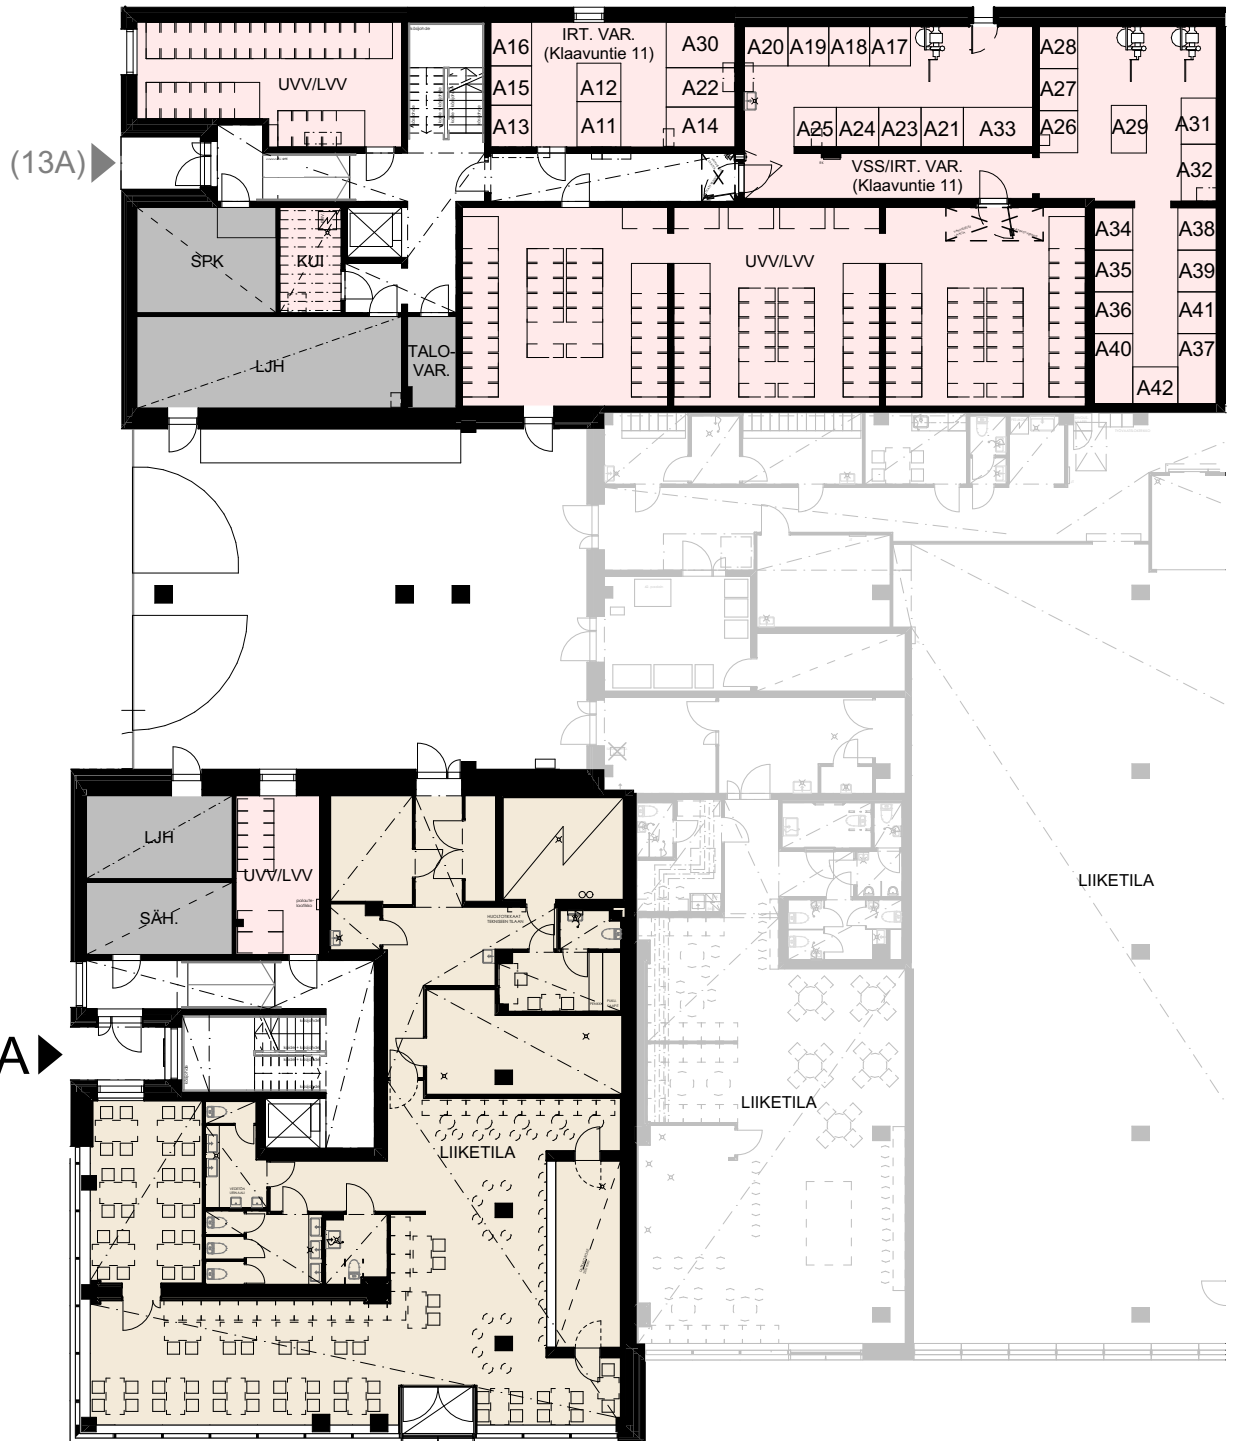 A16
IRT. VAR.
(Klaavuntie 11)
A30
A20
A19
A18
A17
A28
UVV/LVV
A15
A12
A22
A27
A13
A11
A14
A25
A24
A23
A21
A33
A26
A29
A31
(13A)
X
VSS/IRT. VAR.
(Klaavuntie 11)
A32
SPK
KUI
UVV/LVV
A34
A38
A35
A39
A36
A41
LJH
TALO-
VAR.
A40
A37
A42
LJH
UVV/LVV
SÄH.
LIIKETILA
A
LIIKETILA
LIIKETILA